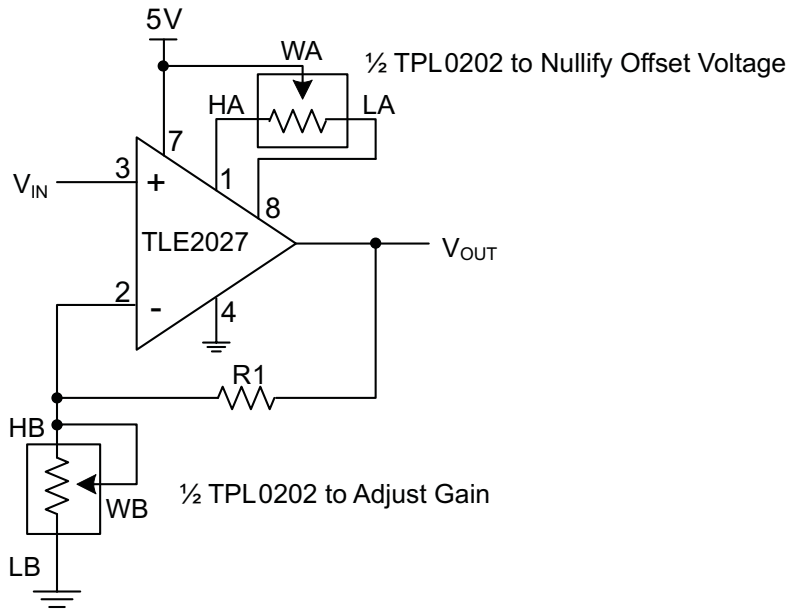 5V
WA
½ TPL0202 to Nullify Offset Voltage
HA
LA
7
3
+
1
VIN
8
TLE2027
VOUT
2
-
4
R1
HB
½ TPL0202 to Adjust Gain
WB
LB